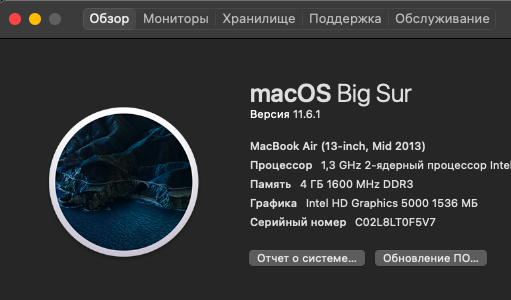 Обзор Мониторы Хранилище Поддержка Обслуживание
macOS Big Sur
Версия 11.6.1
MacBook Air (13-inch, Mid 2013)
Процессор 1,3 GHz 2-ядерный процессор Inte
Память 4 ГБ 1600 MHz DDR3
Графика Intel HD Graphics 5000 1536 МБ
Серийный номер C02L8LT0F5V7
Отчет о системе... Обновление ПО...